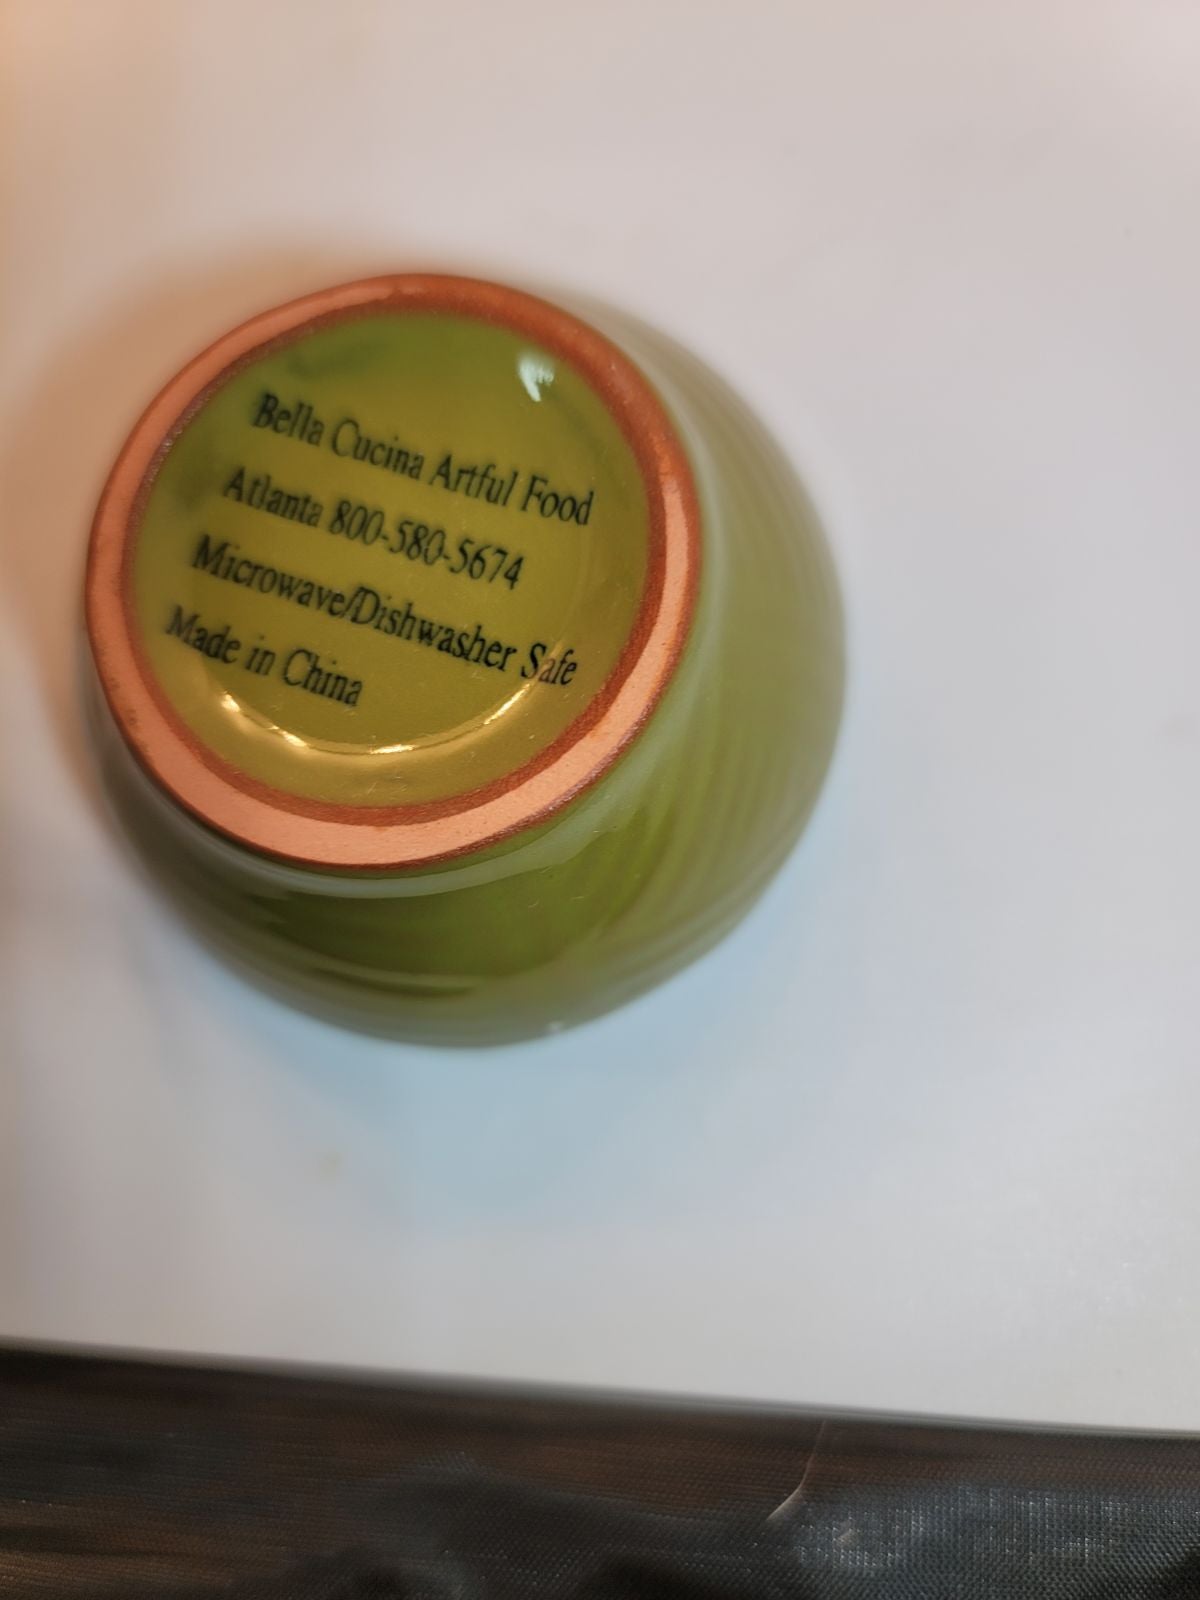 Bella Cucina Artful Food
Atlanta 800-580-5674
Microwave/Dishwasher Safe
Made in China